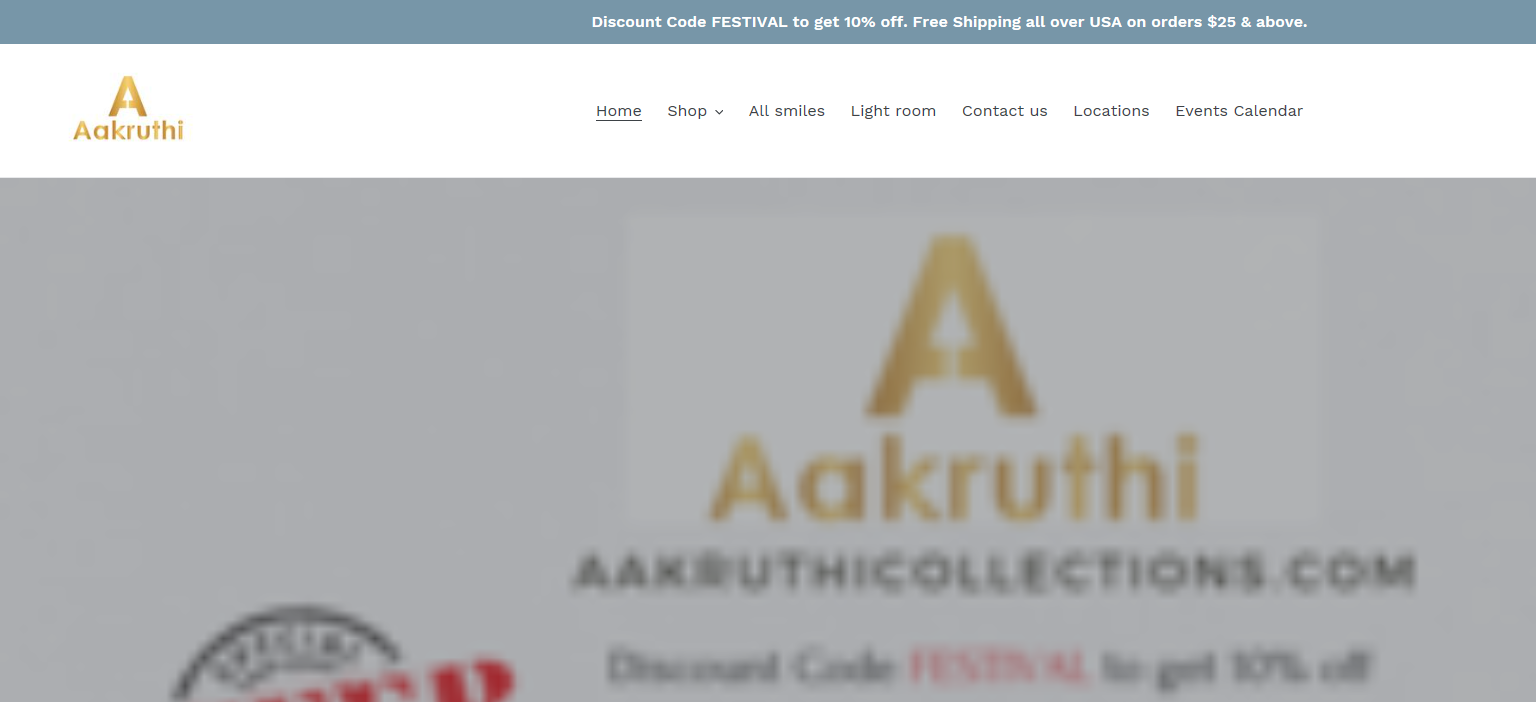 Discount Code FESTIVAL to get 10% off. Free Shipping all over USA on orders $25 & above.
Aakruthi
Home Shop All smiles Light room Contact us Locations Events Calendar
Aakruthi
AAKRUTHICOLLECTIONS.COM
SPECIAL
Discount Code FESTIVAL to get 10% off